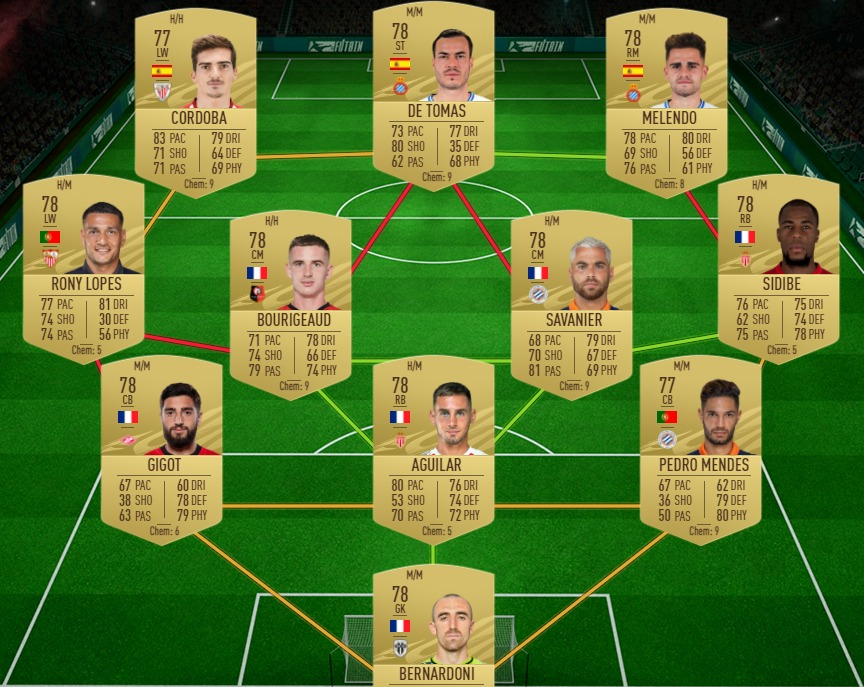 FUTBIN
FUTBIN
H/H
77
LW
CORDOBA
83 PAC 79 DRI
71 SHO 64 DEF
71 PAS 69 PHY
Chem: 9
M/M
78
ST
DE TOMAS
73 PAC 77 DRI
80 SHO 35 DEF
62 PAS 68 PHY
Chem: 9
M/M
78
RM
MELENDO
78 PAC 80 DRI
69 SHO 56 DEF
76 PAS 61 PHY
Chem: 8
H/M
78
LW
RONY LOPES
77 PAC 81 DRI
74 SHO 30 DEF
74 PAS 56 PHY
Chem: 5
H/H
78
CM
BOURIGEAUD
71 PAC 78 DRI
74 SHO 66 DEF
79 PAS 74 PHY
Chem: 9
H/M
78
CM
SAVANIER
68 PAC 79 DRI
70 SHO 67 DEF
81 PAS 69 PHY
Chem: 9
H/M
78
RB
SIDIBE
76 PAC 75 DRI
62 SHO 74 DEF
75 PAS 78 PHY
Chem: 5
M/M
78
CB
GIGOT
67 PAC 60 DRI
38 SHO 78 DEF
63 PAS 79 PHY
Chem: 6
H/M
78
RB
AGUILAR
80 PAC 76 DRI
53 SHO 74 DEF
70 PAS 72 PHY
Chem: 5
M/M
77
CB
PEDRO MENDES
67 PAC 62 DRI
36 SHO 79 DEF
50 PAS 80 PHY
Chem: 9
M/M
78
GK
BERNARDONI